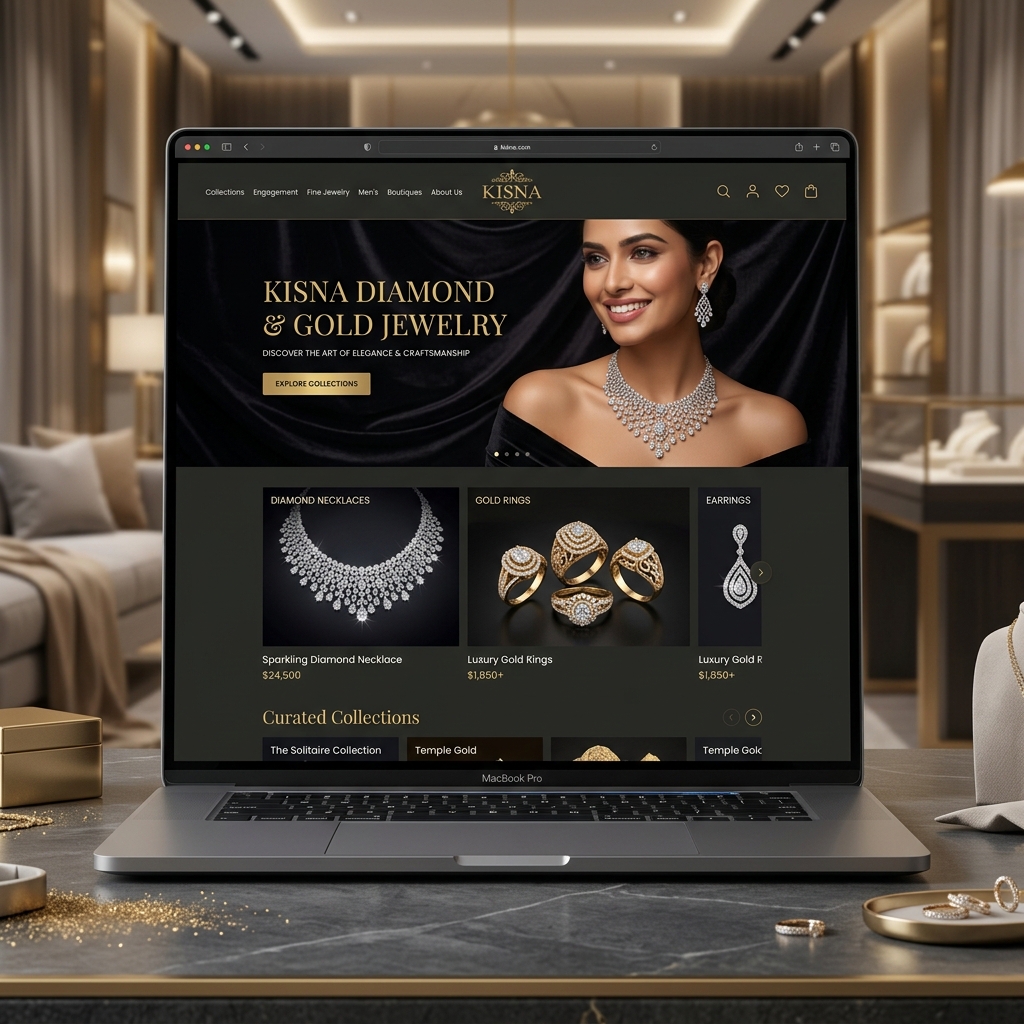 kisna.com
Collections Engagement Fine Jewelry Men's Boutiques About Us
KISNA
KISNA DIAMOND
& GOLD JEWELRY
DISCOVER THE ART OF ELEGANCE & CRAFTSMANSHIP
EXPLORE COLLECTIONS
DIAMOND NECKLACES
GOLD RINGS
EARRINGS
Sparkling Diamond Necklace
$24,500
Luxury Gold Rings
$1,850+
Luxury Gold R
$1,850+
Curated Collections
The Solitaire Collection
Temple Gold
Temple Gold
MacBook Pro